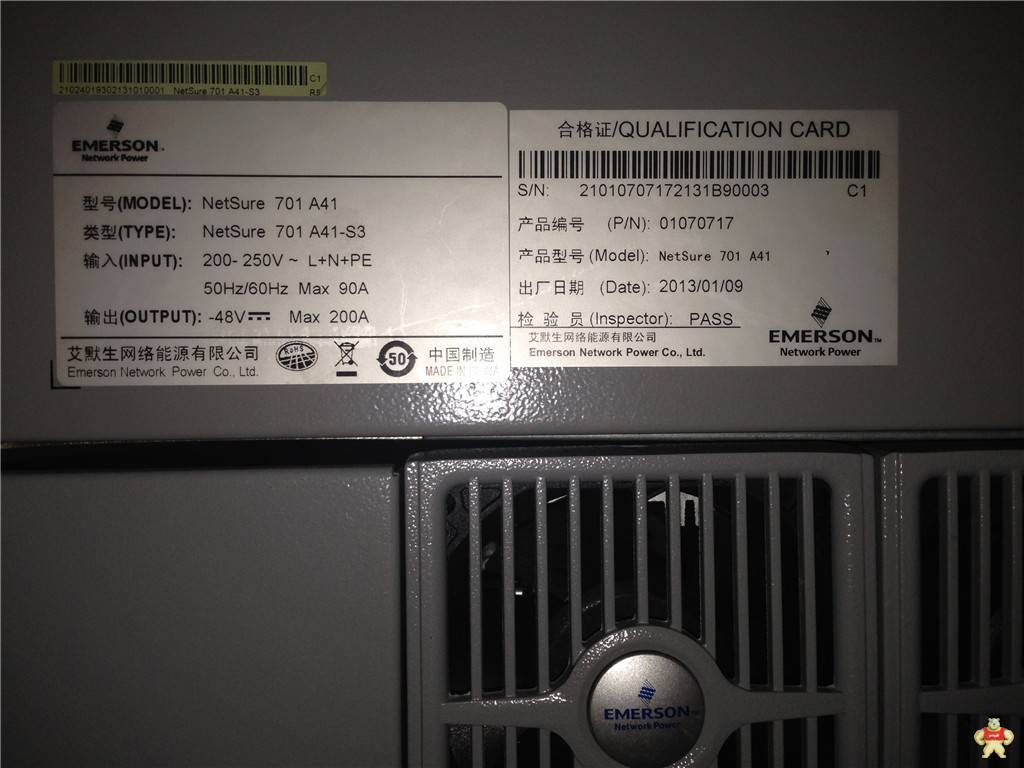 C1
21024019302131010001 NetSure 701 A41-S3 R5
EMERSON
Network Power
型号(MODEL): NetSure 701 A41
类型(TYPE): NetSure 701 A41-S3
输入(INPUT): 200-250V ~ L+N+PE
50Hz/60Hz Max 90A
输出(OUTPUT): -48V Max 200A
艾默生网络能源有限公司
Emerson Network Power Co., Ltd.
RoHS
50
中国制造
MADE IN CHINA
合格证/QUALIFICATION CARD
S/N: 21010707172131B90003 C1
产品编号 (P/N): 01070717
产品型号(Model): NetSure 701 A41
出厂日期 (Date): 2013/01/09
检 验 员 (Inspector): PASS
艾默生网络能源有限公司
Emerson Network Power Co., Ltd.
EMERSON™
Network Power
EMERSON™
Network Power